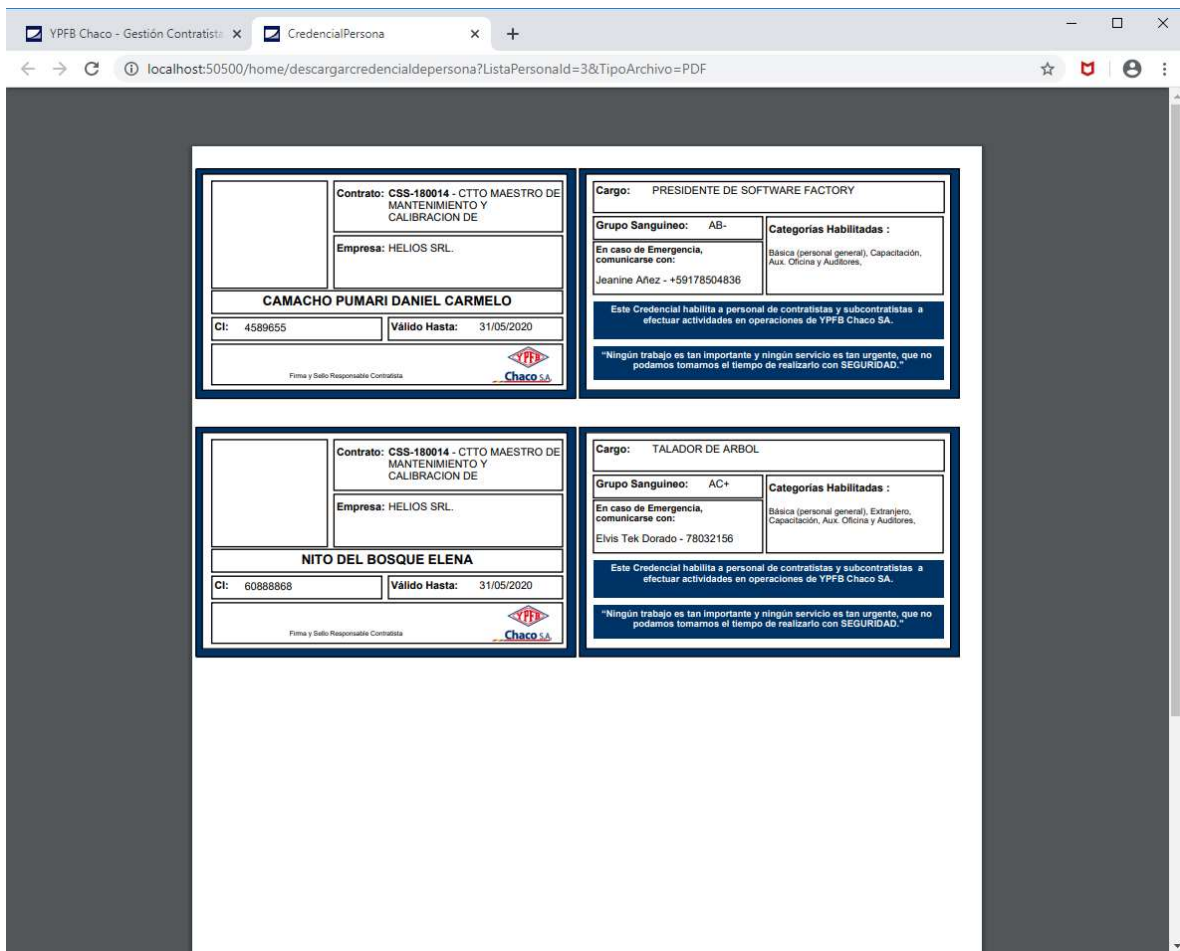 YPFB Chaco - Gestión Contratista
CredencialPersona
localhost:50500/home/descargarcredencialdepersona?ListaPersonaId=3&TipoArchivo=PDF
Contrato: CSS-180014 - CTTO MAESTRO DE
MANTENIMIENTO Y
CALIBRACION DE
Empresa: HELIOS SRL.
CAMACHO PUMARI DANIEL CARMELO
CI: 4589655
Válido Hasta: 31/05/2020
Firma y Sello Responsable Contratista
YPFB
Chaco S.A.
Cargo: PRESIDENTE DE SOFTWARE FACTORY
Grupo Sanguineo: AB-
En caso de Emergencia,
comunicarse con:
Jeanine Añez - +59178504836
Categorías Habilitadas :
Básica (personal general), Capacitación,
Aux. Oficina y Auditores,
Este Credencial habilita a personal de contratistas y subcontratistas a
efectuar actividades en operaciones de YPFB Chaco SA.
“Ningún trabajo es tan importante y ningún servicio es tan urgente, que no
podamos tomarnos el tiempo de realizarlo con SEGURIDAD.”
Contrato: CSS-180014 - CTTO MAESTRO DE
MANTENIMIENTO Y
CALIBRACION DE
Empresa: HELIOS SRL.
NITO DEL BOSQUE ELENA
CI: 60888868
Válido Hasta: 31/05/2020
Firma y Sello Responsable Contratista
YPFB
Chaco S.A.
Cargo: TALADOR DE ARBOL
Grupo Sanguineo: AC+
En caso de Emergencia,
comunicarse con:
Elvis Tek Dorado - 78032156
Categorías Habilitadas :
Básica (personal general), Extranjero,
Capacitación, Aux. Oficina y Auditores,
Este Credencial habilita a personal de contratistas y subcontratistas a
efectuar actividades en operaciones de YPFB Chaco SA.
“Ningún trabajo es tan importante y ningún servicio es tan urgente, que no
podamos tomarnos el tiempo de realizarlo con SEGURIDAD.”